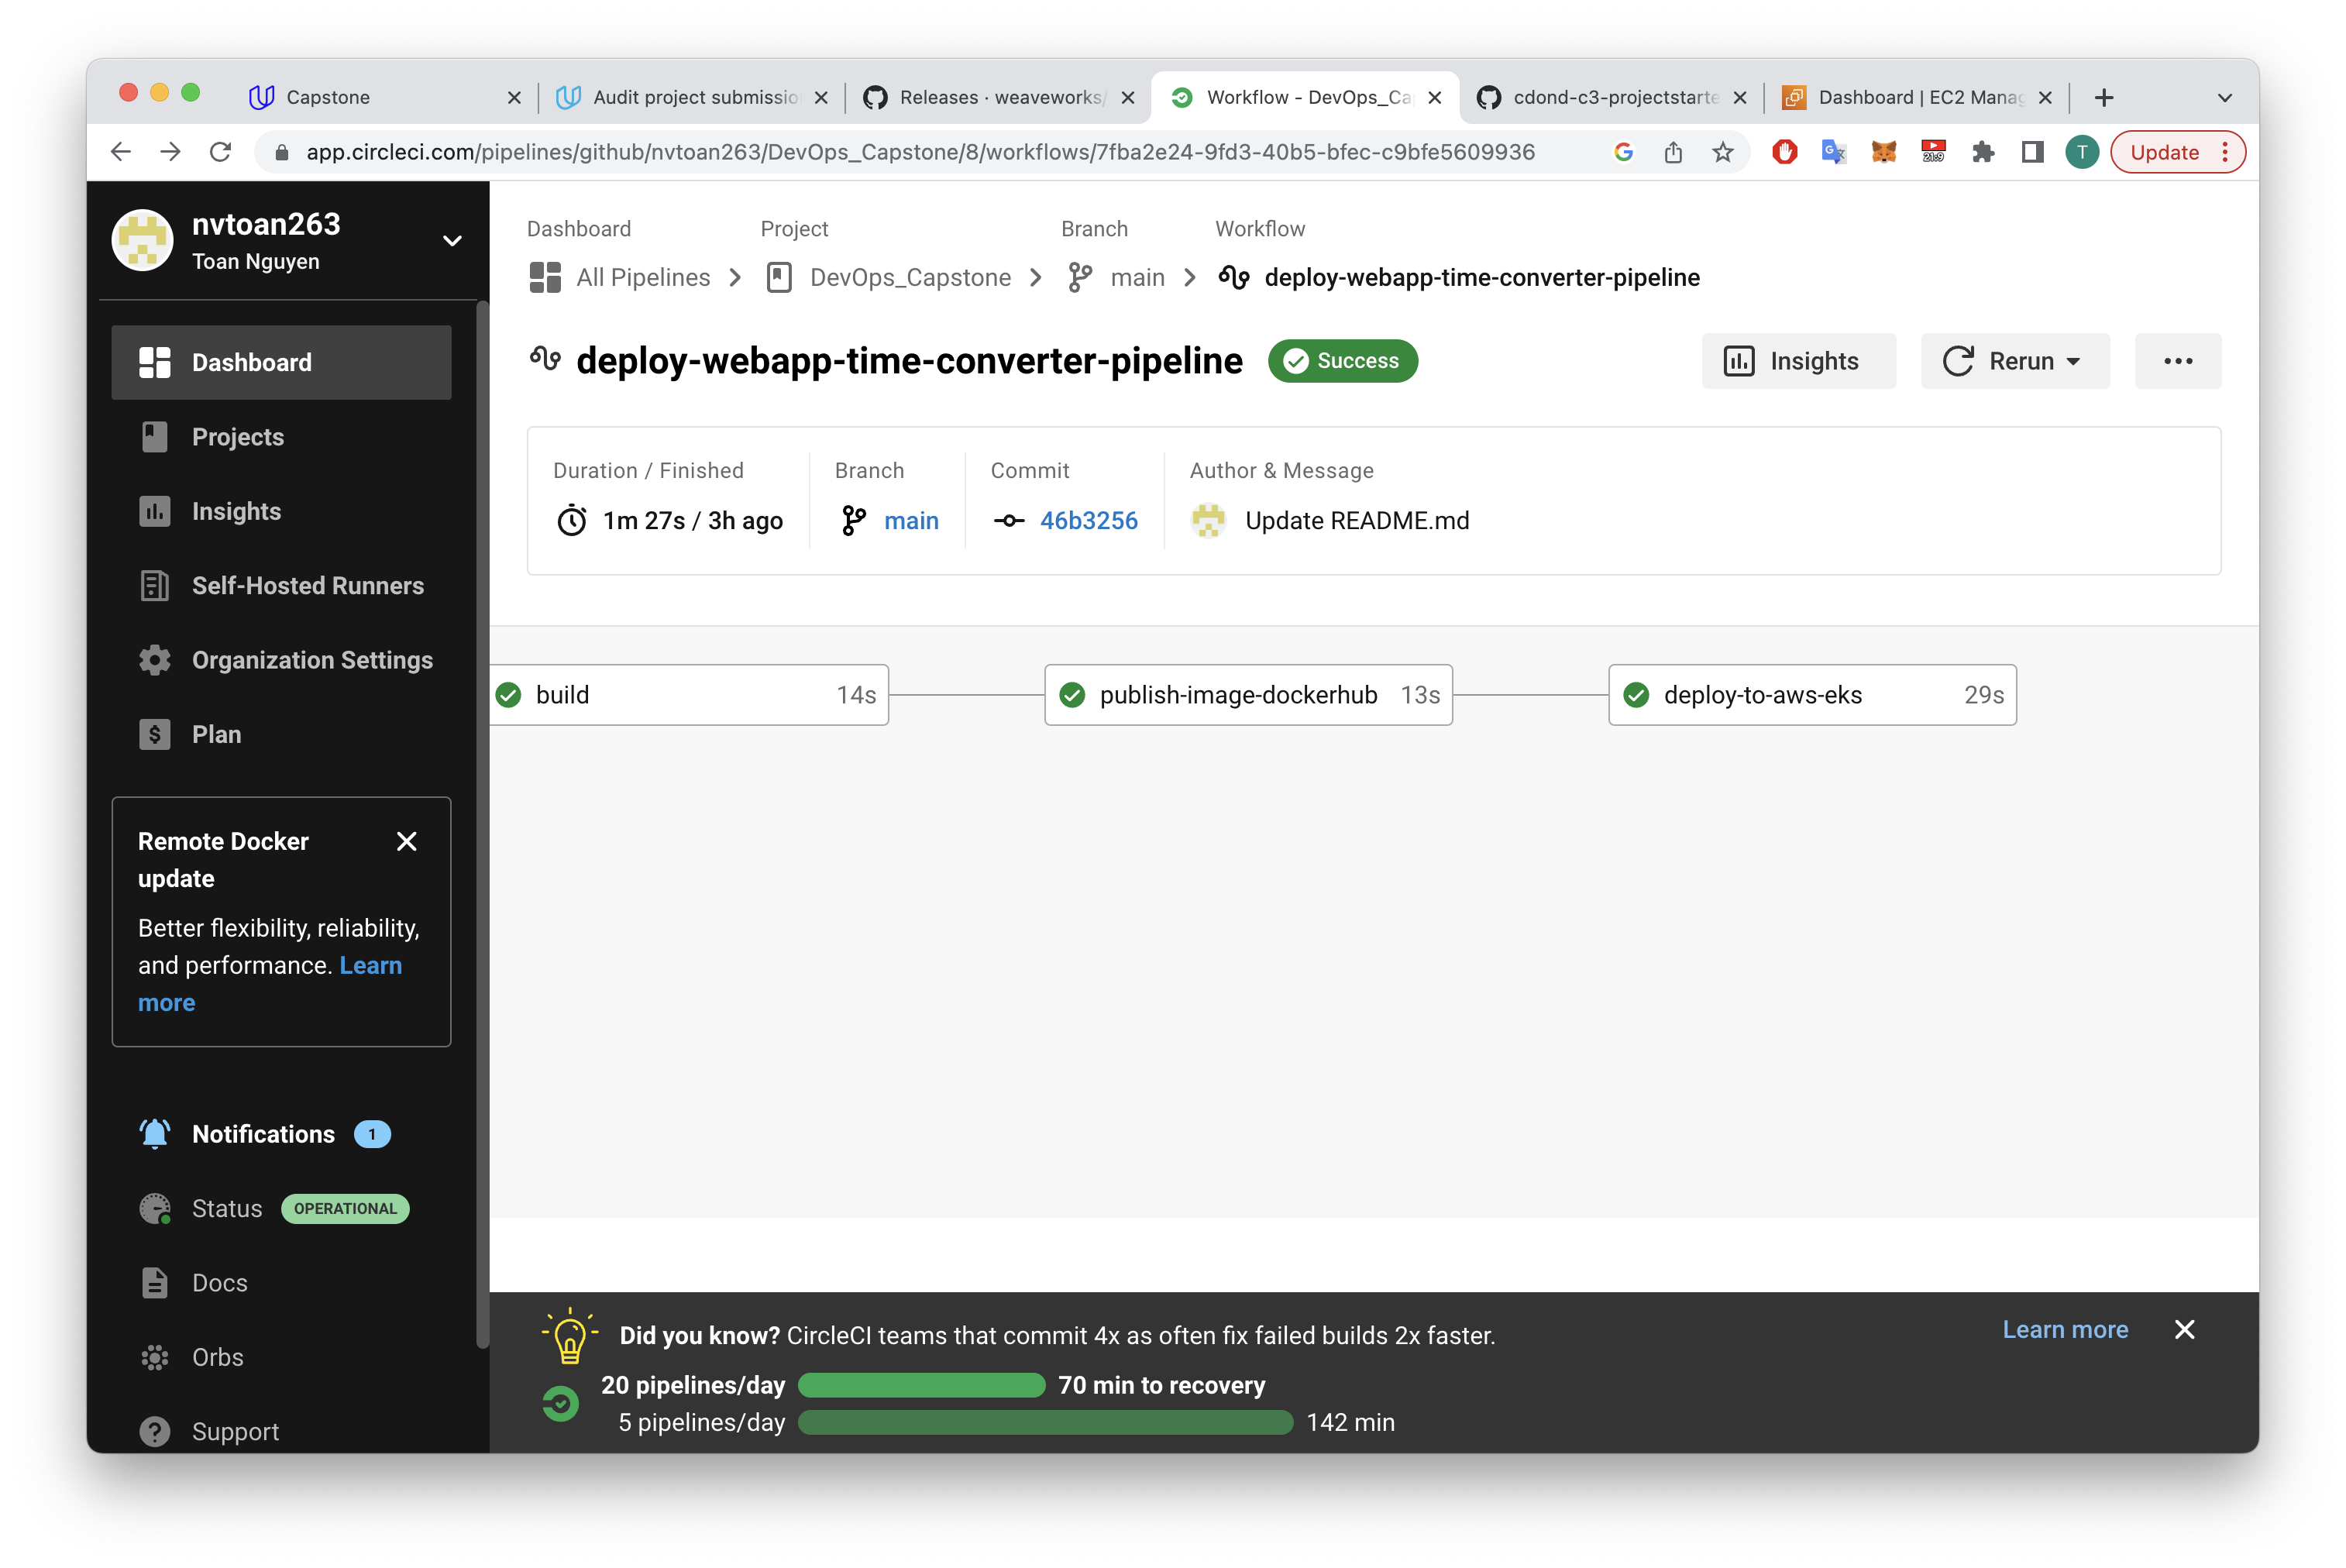 Capstone
Audit project submissio
Releases · weaveworks/
Workflow - DevOps_Ca
cdond-c3-projectstarte
Dashboard | EC2 Manag
app.circleci.com/pipelines/github/nvtoan263/DevOps_Capstone/8/workflows/7fba2e24-9fd3-40b5-bfec-c9bfe5609936
21:9
T
Update
nvtoan263
Toan Nguyen
Dashboard
Projects
Insights
Self-Hosted Runners
Organization Settings
Plan
Remote Docker
update
Better flexibility, reliability,
and performance. Learn
more
Notifications 1
Status OPERATIONAL
Docs
Orbs
Support
Dashboard Project Branch Workflow
All Pipelines DevOps_Capstone main deploy-webapp-time-converter-pipeline
deploy-webapp-time-converter-pipeline Success
Insights
Rerun
Duration / Finished Branch Commit Author & Message
1m 27s / 3h ago main 46b3256 Update README.md
build 14s
publish-image-dockerhub 13s
deploy-to-aws-eks 29s
Did you know? CircleCI teams that commit 4x as often fix failed builds 2x faster.
Learn more
20 pipelines/day 70 min to recovery
5 pipelines/day 142 min